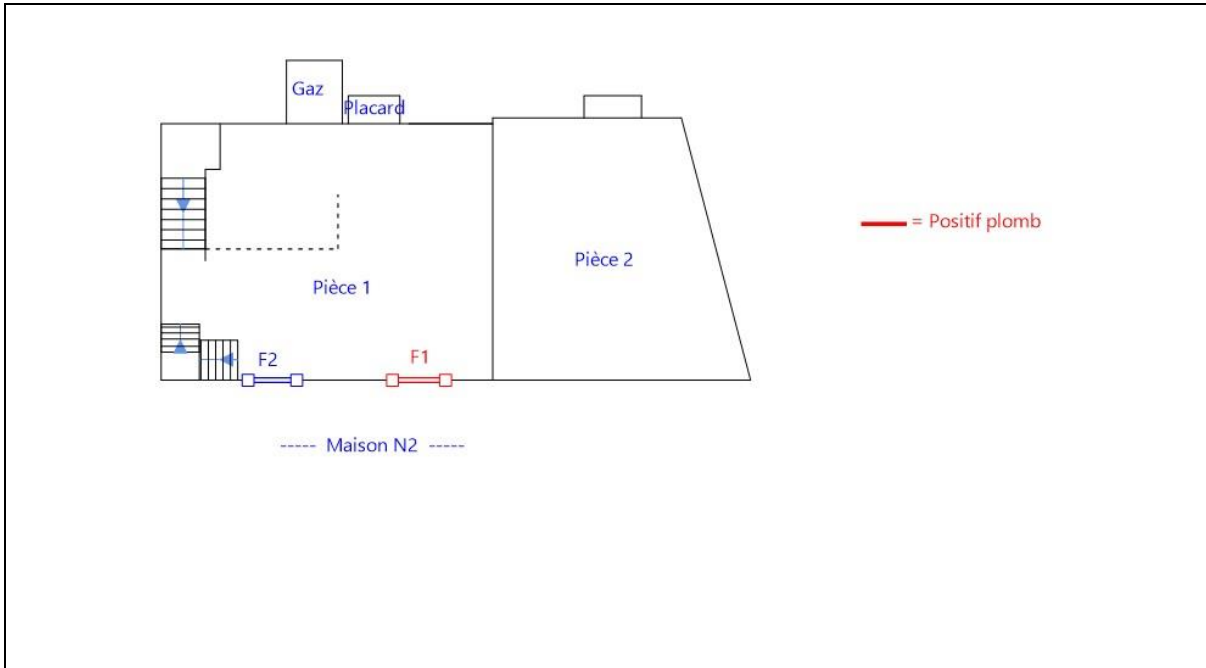 Gaz
Placard
= Positif plomb
Pièce 2
Pièce 1
F2
F1
----- Maison N2 -----